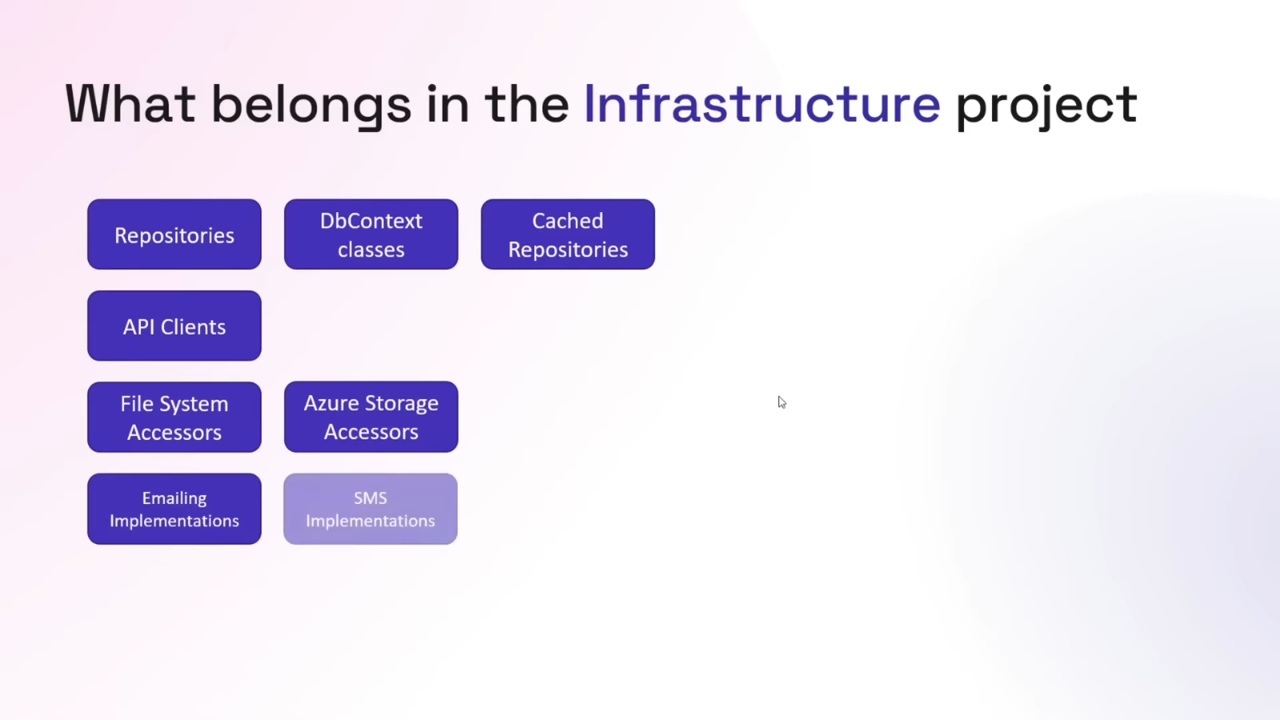 What belongs in the Infrastructure project
Repositories
DbContext
classes
Cached
Repositories
API Clients
File System
Accessors
Azure Storage
Accessors
Emailing
Implementations
SMS
Implementations